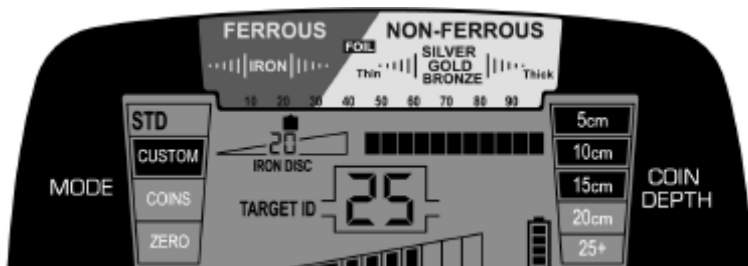 FERROUS
NON-FERROUS
FOIL
IRON
Thin
SILVER
GOLD
BRONZE
Thick
10 20 30 40 50 60 70 80 90
STD
CUSTOM
COINS
ZERO
MODE
20
IRON DISC
TARGET ID
25
5cm
10cm
15cm
20cm
25+
COIN
DEPTH